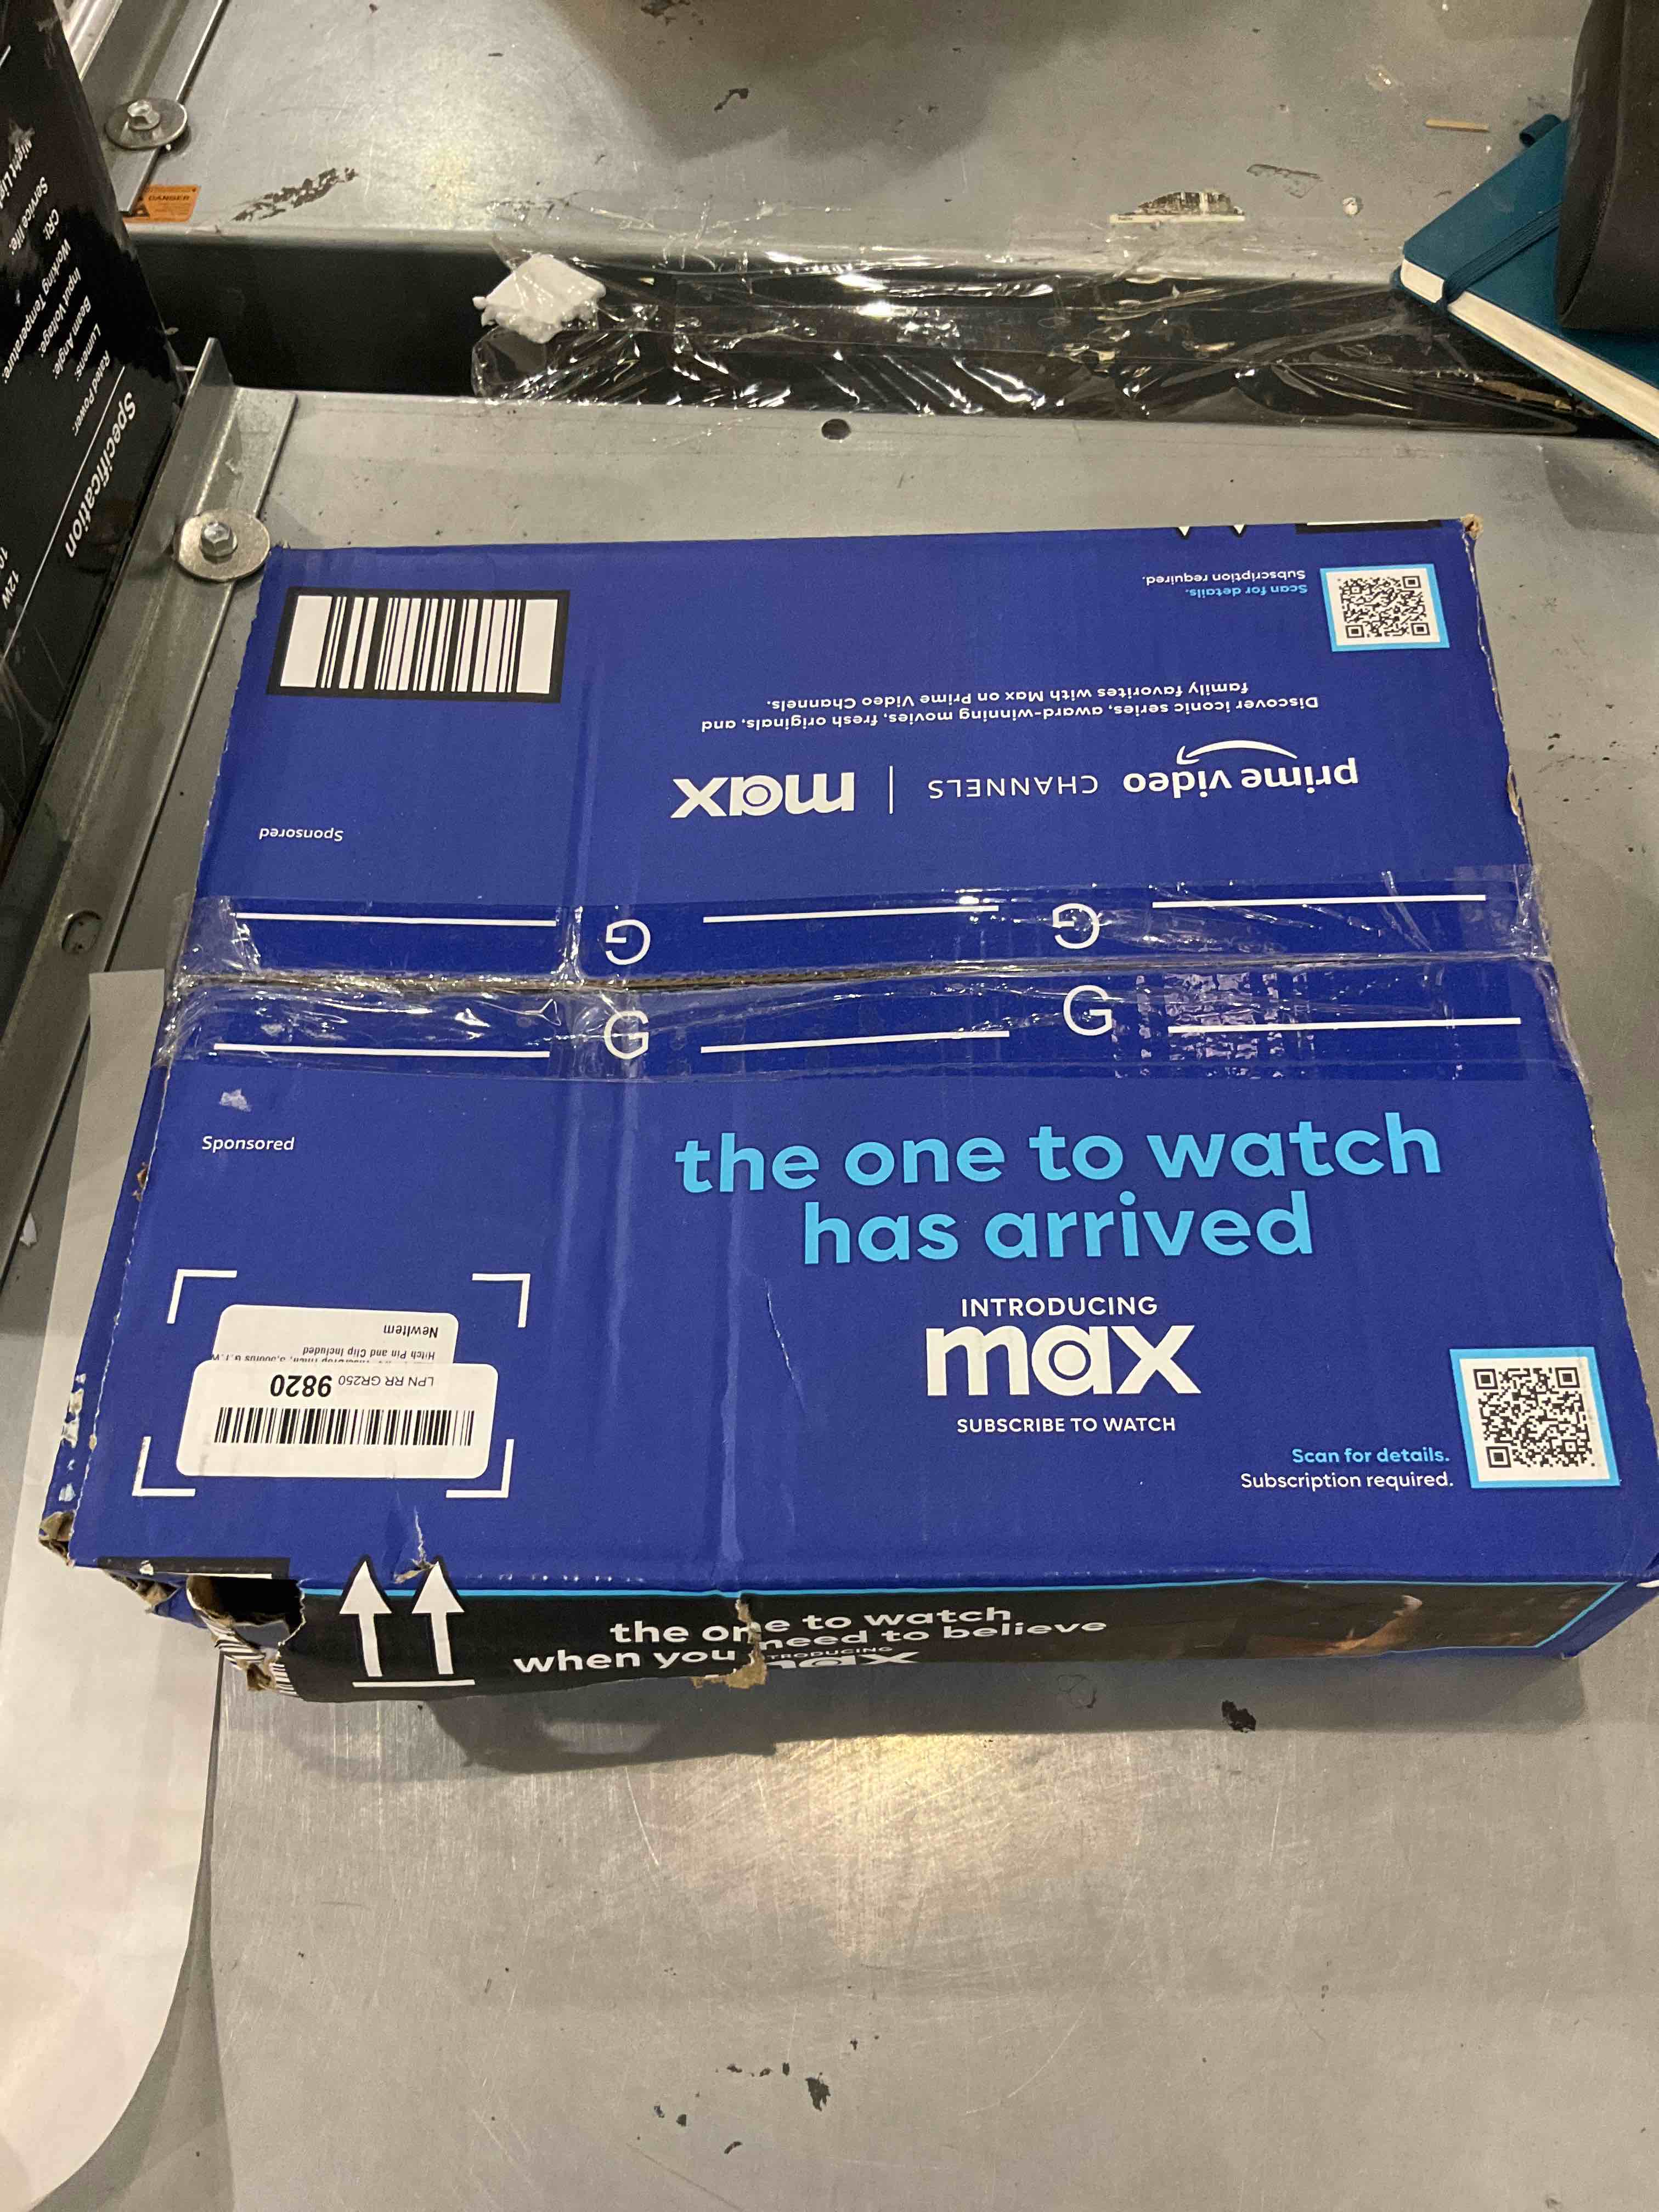 Specification
Rated Power:
Lumens:
Beam Angle:
Input Voltage:
Working Temperature:
CRI:
Service life:
12W
DANGER
Scan for details.
Subscription required.
Discover iconic series, award-winning movies, fresh originals, and
family favorites with Max on Prime Video Channels.
prime video CHANNELS | max
Sponsored
G G
G G
Sponsored
the one to watch
has arrived
INTRODUCING
max
SUBSCRIBE TO WATCH
Scan for details.
Subscription required.
LPN RR GR250 9820
Hitch Pin and Clip Included
NewItem
the one to watch
when you need to believe
max